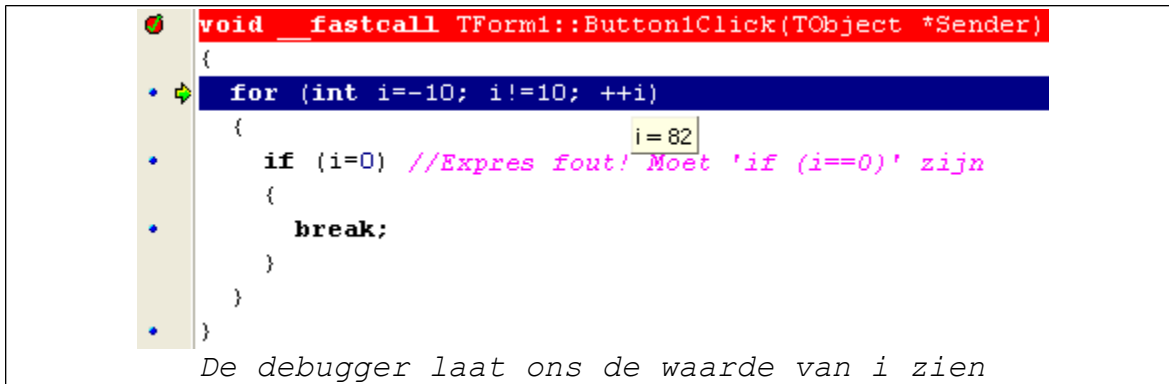 void __fastcall TForm1::Button1Click(TObject *Sender)
{
for (int i=-10; i!=10; ++i)
{
i = 82
if (i=0) //Expres fout! Moet 'if (i==0)' zijn
{
break;
}
}
}
De debugger laat ons de waarde van i zien